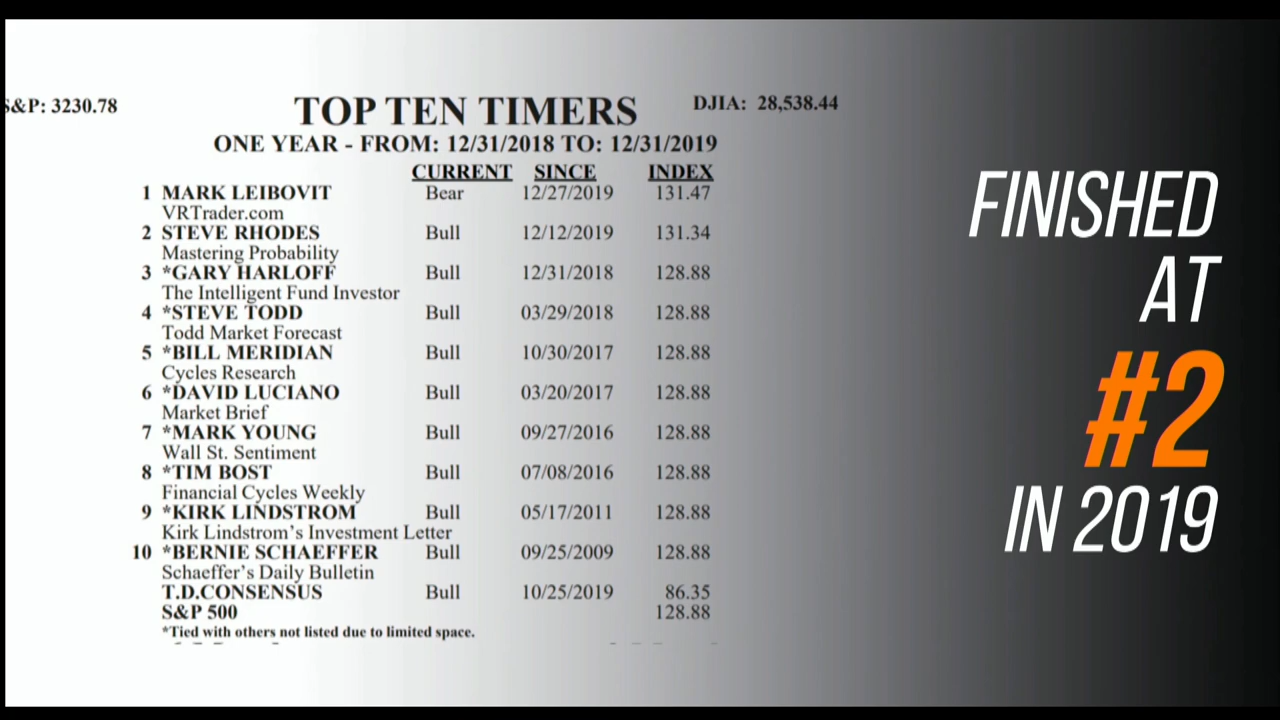 S&P: 3230.78
TOP TEN TIMERS
DJIA: 28,538.44
ONE YEAR - FROM: 12/31/2018 TO: 12/31/2019
CURRENT SINCE INDEX
1 MARK LEIBOVIT Bear 12/27/2019 131.47
VRTrader.com
2 STEVE RHODES Bull 12/12/2019 131.34
Mastering Probability
3 *GARY HARLOFF Bull 12/31/2018 128.88
The Intelligent Fund Investor
4 *STEVE TODD Bull 03/29/2018 128.88
Todd Market Forecast
5 *BILL MERIDIAN Bull 10/30/2017 128.88
Cycles Research
6 *DAVID LUCIANO Bull 03/20/2017 128.88
Market Brief
7 *MARK YOUNG Bull 09/27/2016 128.88
Wall St. Sentiment
8 *TIM BOST Bull 07/08/2016 128.88
Financial Cycles Weekly
9 *KIRK LINDSTROM Bull 05/17/2011 128.88
Kirk Lindstrom's Investment Letter
10 *BERNIE SCHAEFFER Bull 09/25/2009 128.88
Schaeffer's Daily Bulletin
T.D.CONSENSUS Bull 10/25/2019 86.35
S&P 500 128.88
*Tied with others not listed due to limited space.
FINISHED
AT
#2
IN 2019